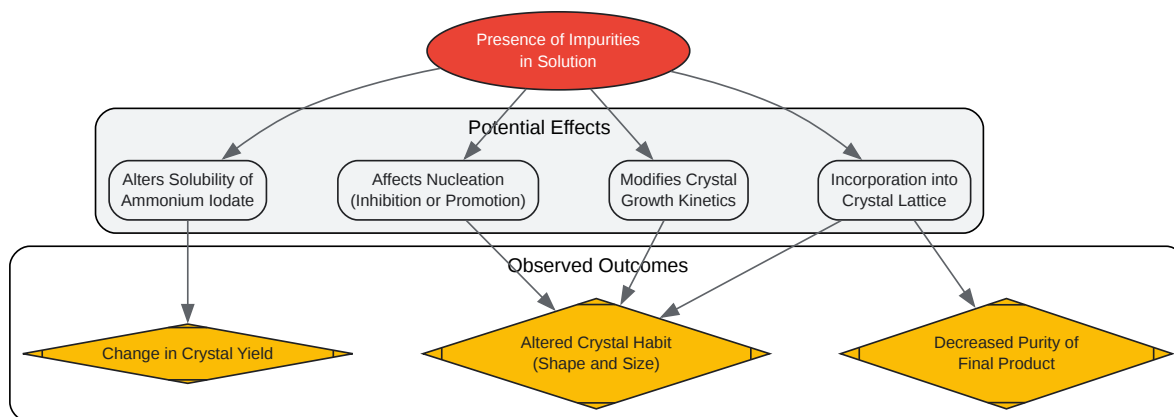 Presence of Impurities
in Solution
Potential Effects
Alters Solubility of
Ammonium Iodate
Affects Nucleation
(Inhibition or Promotion)
Modifies Crystal
Growth Kinetics
Incorporation into
Crystal Lattice
Observed Outcomes
Change in Crystal Yield
Altered Crystal Habit
(Shape and Size)
Decreased Purity of
Final Product